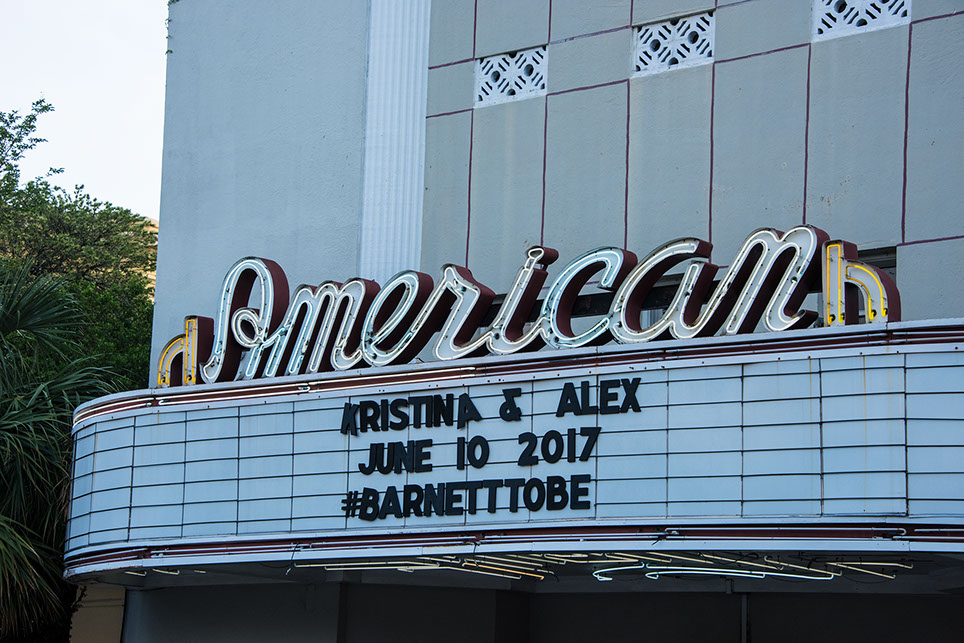 American
KRISTINA & ALEX
JUNE 10 2017
#BARNETTTOBE